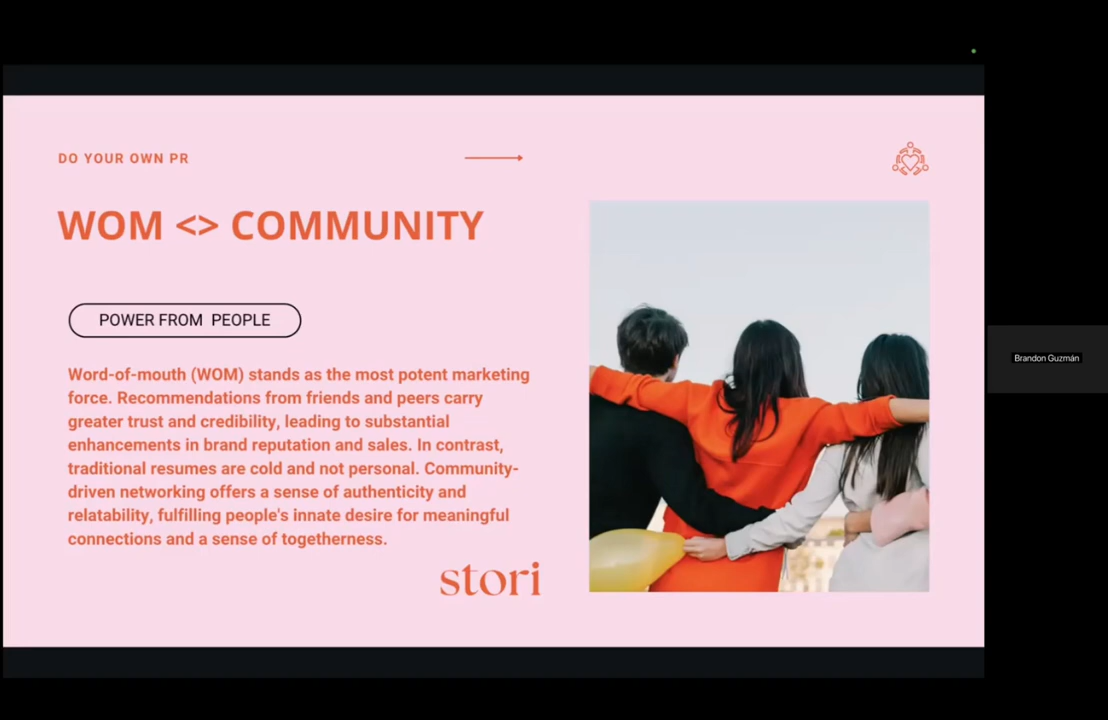 DO YOUR OWN PR
WOM <> COMMUNITY
POWER FROM PEOPLE
Word-of-mouth (WOM) stands as the most potent marketing
force. Recommendations from friends and peers carry
greater trust and credibility, leading to substantial
enhancements in brand reputation and sales. In contrast,
traditional resumes are cold and not personal. Community-
driven networking offers a sense of authenticity and
relatability, fulfilling people's innate desire for meaningful
connections and a sense of togetherness.
stori
Brandon Guzmán